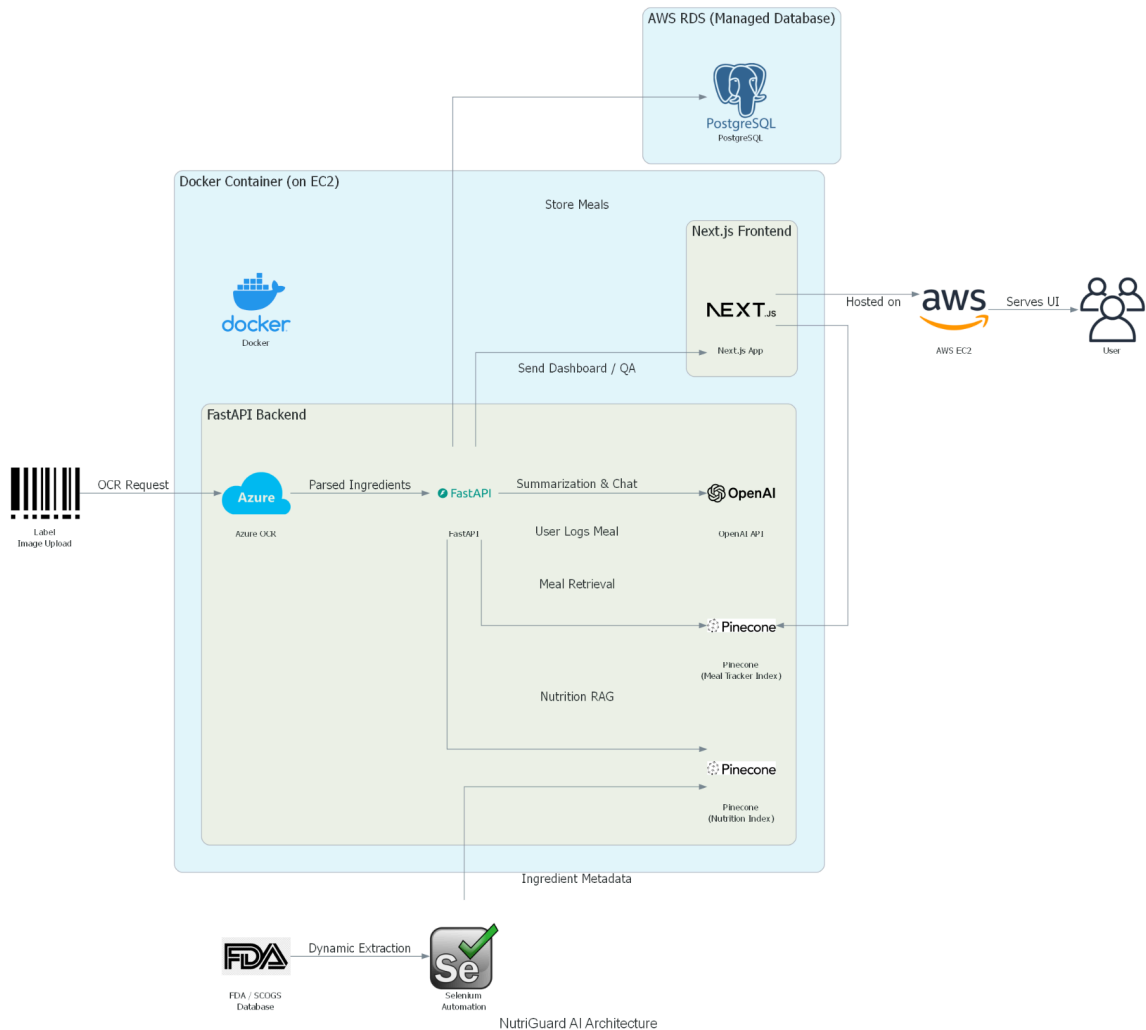 AWS RDS (Managed Database)
PostgreSQL
PostgreSQL
Docker Container (on EC2)
Store Meals
Next.js Frontend
NEXT.JS
Next.js App
docker
Docker
Hosted on
aws
AWS EC2
Serves UI
User
Send Dashboard / QA
FastAPI Backend
OCR Request
Label
Image Upload
Azure
Azure OCR
Parsed Ingredients
FastAPI
FastAPI
Summarization & Chat
OpenAI
OpenAI API
User Logs Meal
Meal Retrieval
Pinecone
Pinecone
(Meal Tracker Index)
Nutrition RAG
Pinecone
Pinecone
(Nutrition Index)
Ingredient Metadata
FDA
FDA / SCOGS
Database
Dynamic Extraction
Se
Selenium
Automation
NutriGuard AI Architecture